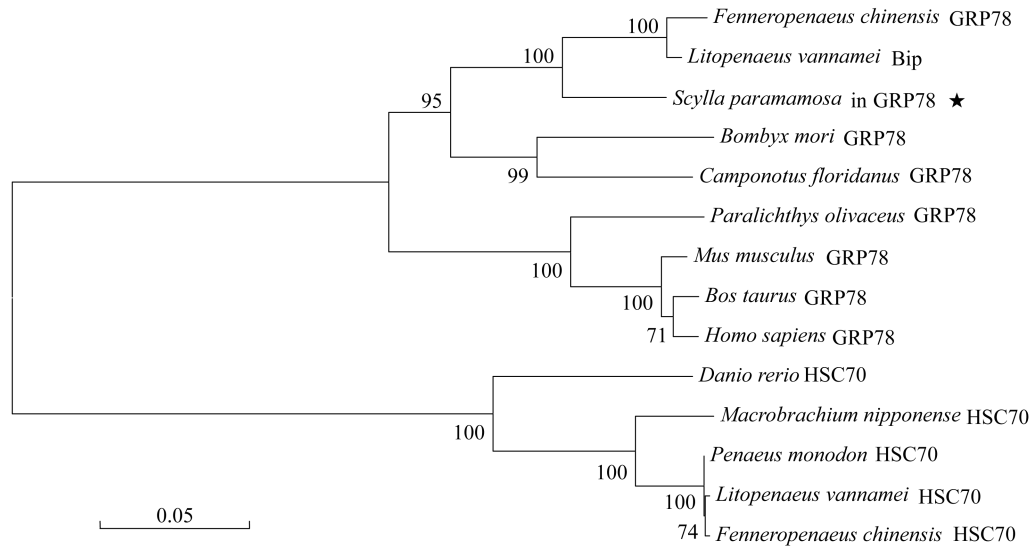 Fenneropenaeus chinensis GRP78
100
Litopenaeus vannamei Bip
100
Scylla paramamosa in GRP78 ★
95
Bombyx mori GRP78
99
Camponotus floridanus GRP78
Paralichthys olivaceus GRP78
100
Mus musculus GRP78
100
Bos taurus GRP78
71
Homo sapiens GRP78
Danio rerio HSC70
100
Macrobrachium nipponense HSC70
100
Penaeus monodon HSC70
100
Litopenaeus vannamei HSC70
74
Fenneropenaeus chinensis HSC70
0.05